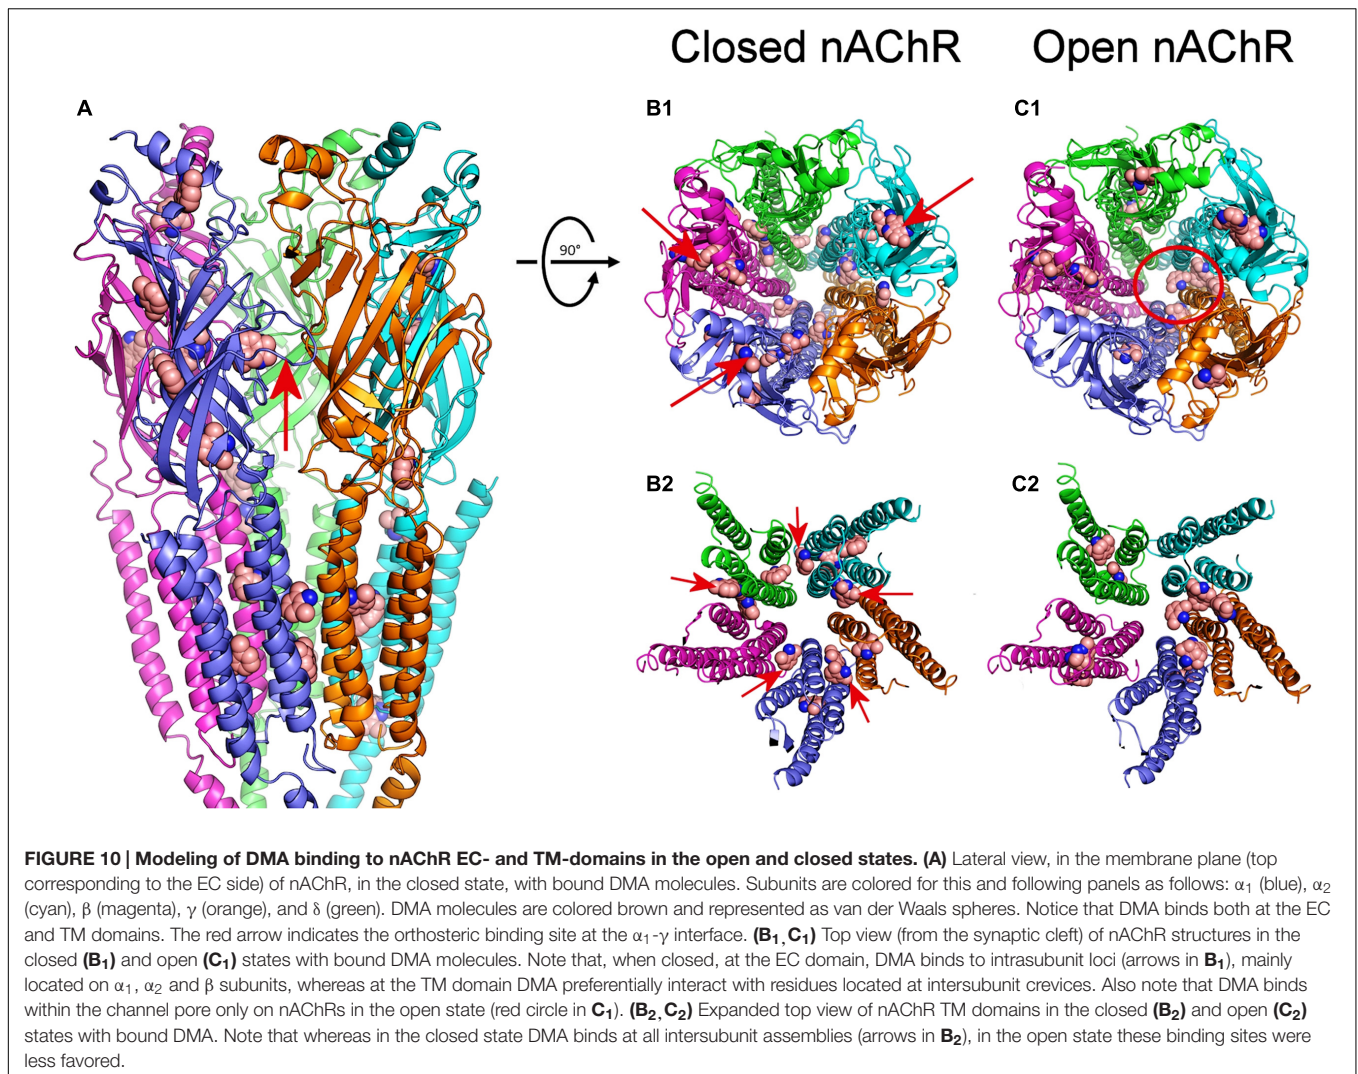 Closed nAChR
Open nAChR
A
B1
C1
90°
B2
C2
FIGURE 10 | Modeling of DMA binding to nAChR EC- and TM-domains in the open and closed states. (A) Lateral view, in the membrane plane (top
corresponding to the EC side) of nAChR, in the closed state, with bound DMA molecules. Subunits are colored for this and following panels as follows: α1 (blue), α2
(cyan), β (magenta), γ (orange), and δ (green). DMA molecules are colored brown and represented as van der Waals spheres. Notice that DMA binds both at the EC
and TM domains. The red arrow indicates the orthosteric binding site at the α1-γ interface. (B1,C1) Top view (from the synaptic cleft) of nAChR structures in the
closed (B1) and open (C1) states with bound DMA molecules. Note that, when closed, at the EC domain, DMA binds to intrasubunit loci (arrows in B1), mainly
located on α1, α2 and β subunits, whereas at the TM domain DMA preferentially interact with residues located at intersubunit crevices. Also note that DMA binds
within the channel pore only on nAChRs in the open state (red circle in C1). (B2,C2) Expanded top view of nAChR TM domains in the closed (B2) and open (C2)
states with bound DMA. Note that whereas in the closed state DMA binds at all intersubunit assemblies (arrows in B2), in the open state these binding sites were
less favored.